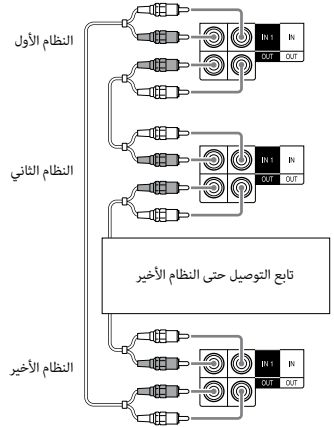 النظام الأول
IN 1 IN
OUT OUT
النظام الثاني
IN 1 IN
OUT OUT
تابع التوصيل حتى النظام الأخير
النظام الأخير
IN 1 IN
OUT OUT